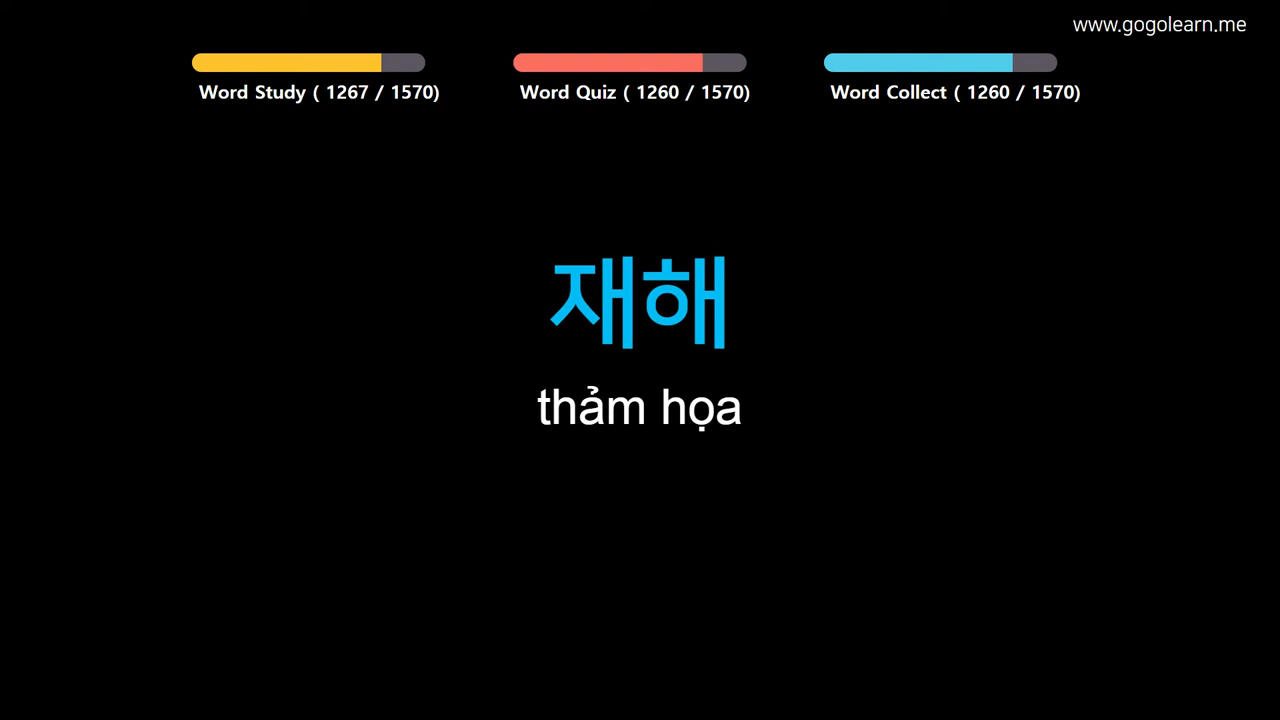 www.gogolearn.me
Word Study ( 1267 / 1570)
Word Quiz ( 1260 / 1570)
Word Collect ( 1260 / 1570)
재해
thảm họa